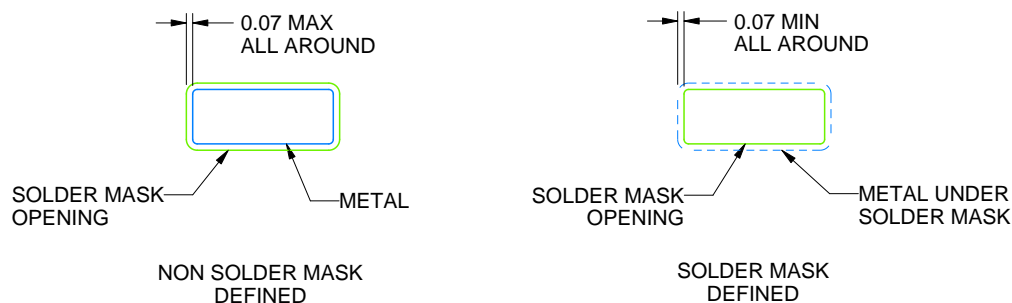 0.07 MAX
ALL AROUND
SOLDER MASK
OPENING
METAL
NON SOLDER MASK
DEFINED
0.07 MIN
ALL AROUND
SOLDER MASK
OPENING
METAL UNDER
SOLDER MASK
SOLDER MASK
DEFINED